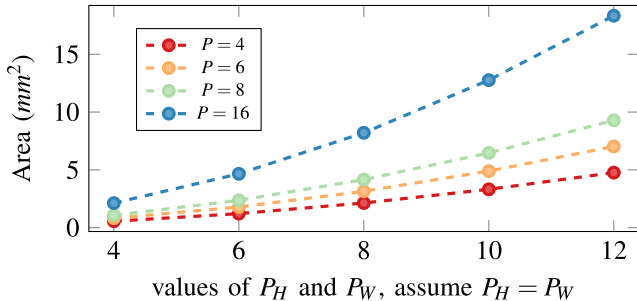 Area (mm²)
15
10
5
0
P = 4
P = 6
P = 8
P = 16
4 6 8 10 12
values of P_H and P_W, assume P_H = P_W